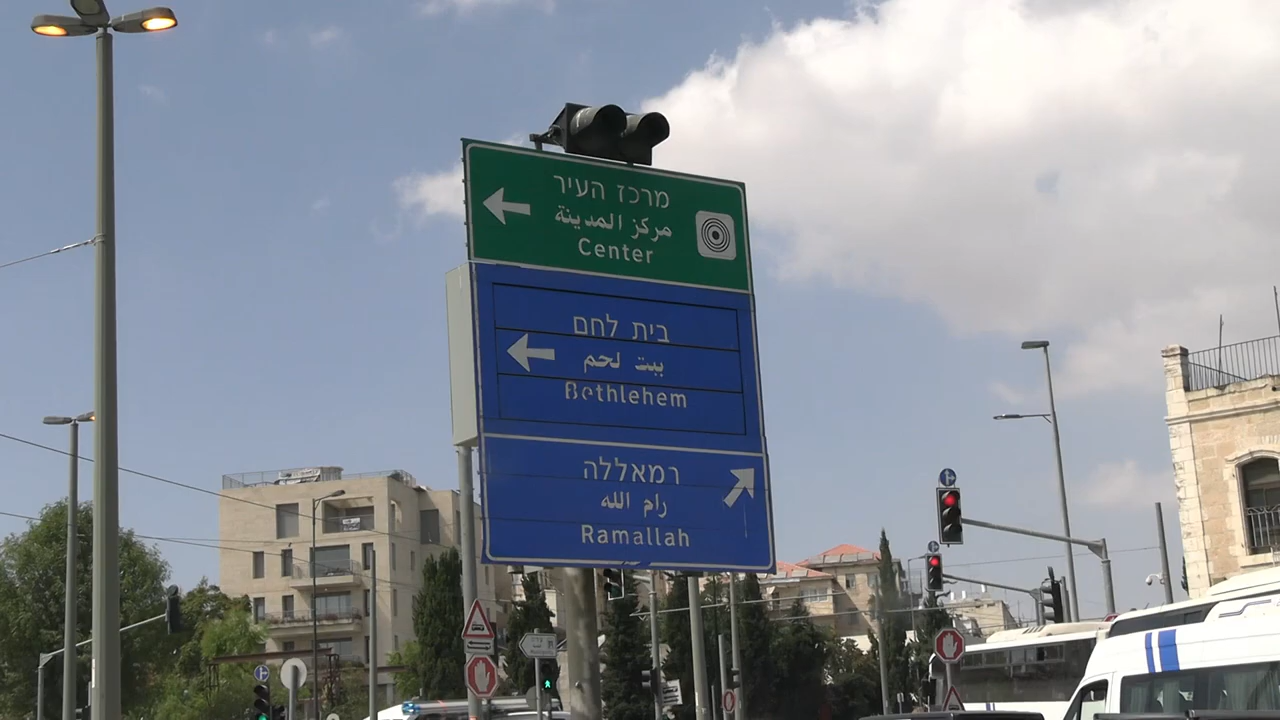 מרכז העיר
مركز المدينة
Center
בית לחם
بيت لحم
Bethlehem
רמאללה
رام الله
Ramallah